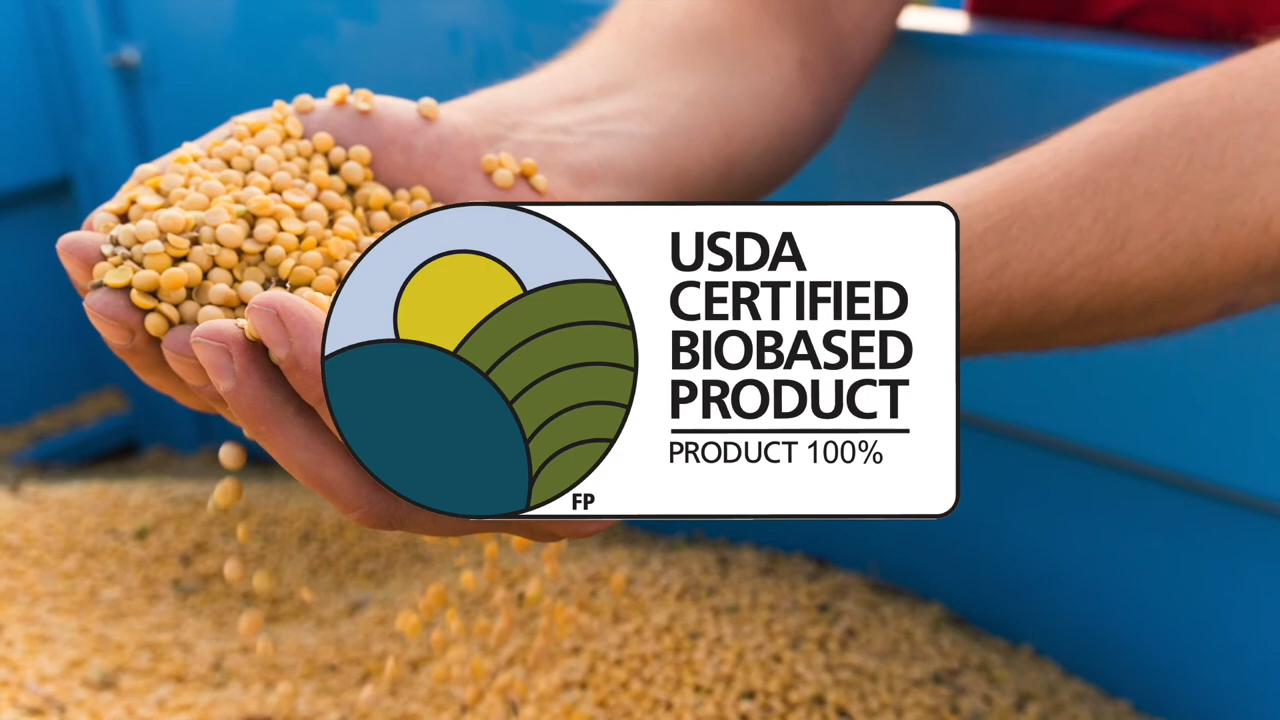 USDA
CERTIFIED
BIOBASED
PRODUCT
PRODUCT 100%
FP